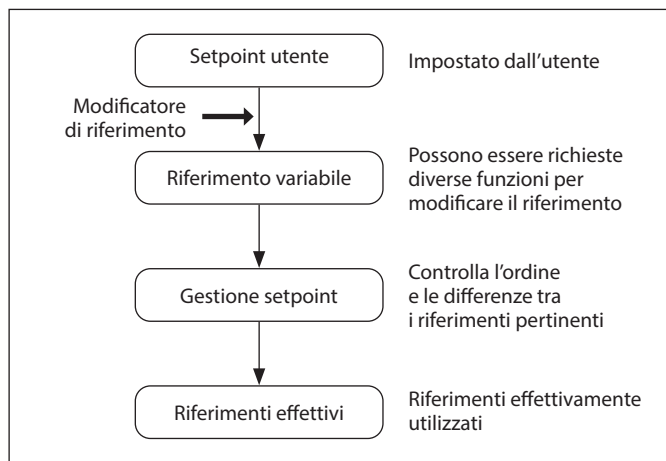 Setpoint utente
Impostato dall'utente
Modificatore
di riferimento
Riferimento variabile
Possono essere richieste
diverse funzioni per
modificare il riferimento
Gestione setpoint
Controlla l'ordine
e le differenze tra
i riferimenti pertinenti
Riferimenti effettivi
Riferimenti effettivamente
utilizzati